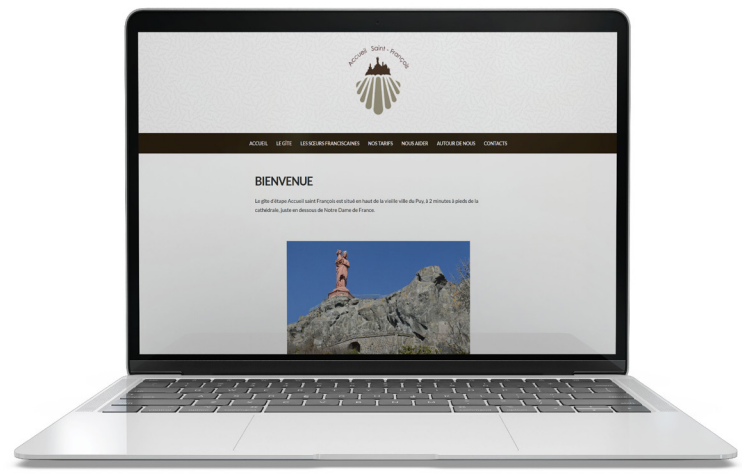 Accueil Saint-François
ACCUEIL LE GÎTE LES SŒURS FRANCISCAINES NOS TARIFS NOUS AIDER AUTOUR DE NOUS CONTACTS
BIENVENUE
Le gîte d'étape Accueil saint François est situé en haut de la vieille ville du Puy, à 2 minutes à pieds de la
cathédrale, juste en dessous de Notre Dame de France.